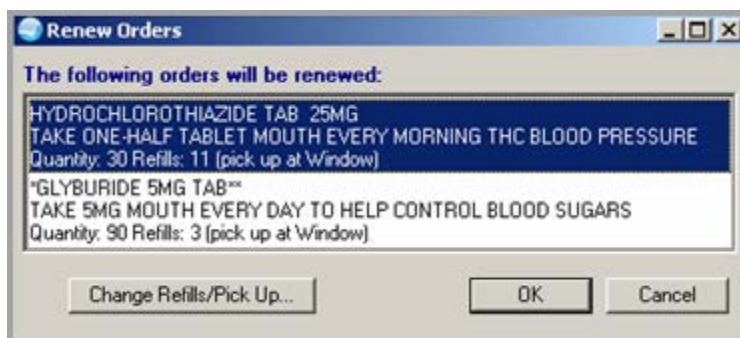 Renew Orders
The following orders will be renewed:
HYDROCHLOROTHIAZIDE TAB 25MG
TAKE ONE-HALF TABLET MOUTH EVERY MORNING THC BLOOD PRESSURE
Quantity: 30 Refills: 11 (pick up at Window)
*GLYBURIDE 5MG TAB**
TAKE 5MG MOUTH EVERY DAY TO HELP CONTROL BLOOD SUGARS
Quantity: 90 Refills: 3 (pick up at Window)
Change Refills/Pick Up... OK Cancel